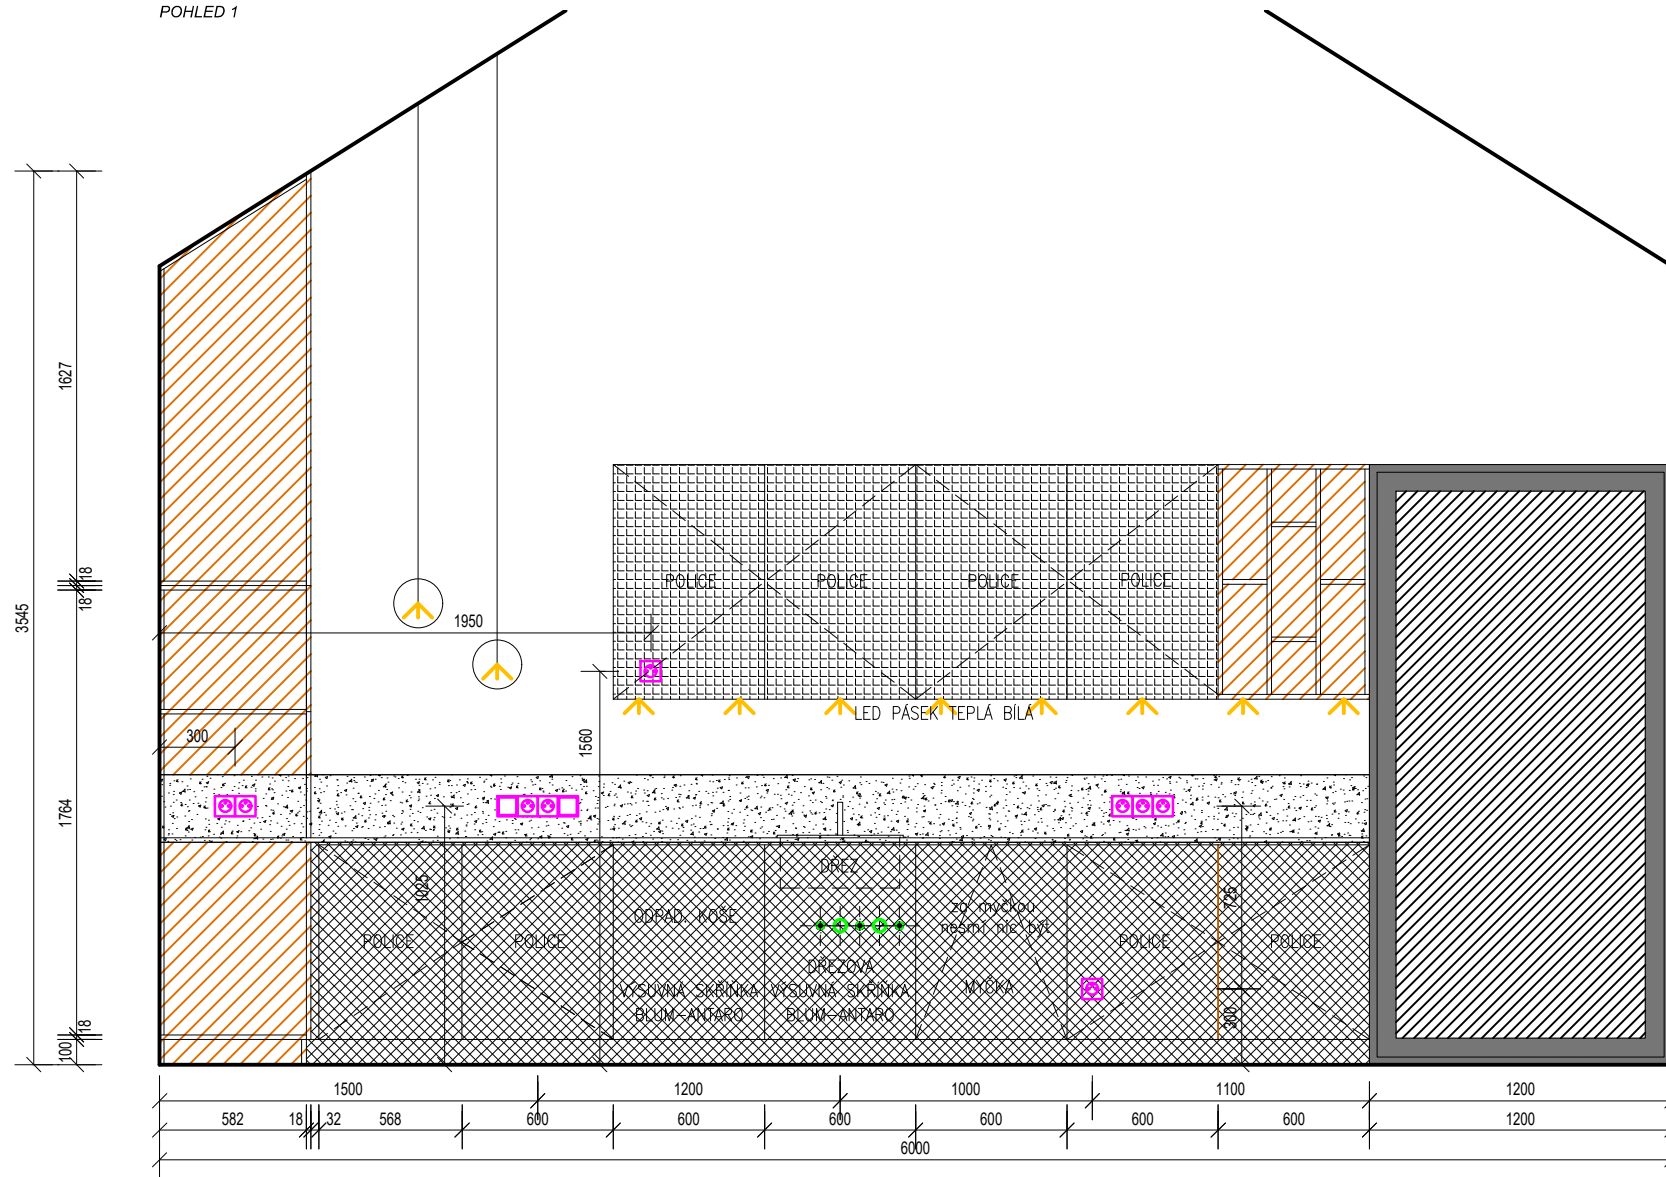 POHLED 1
1627
18
18
3545
1950
POLICE
POLICE
POLICE
POLICE
LED PÁSEK TEPLÁ BÍLÁ
300
1560
1764
1025
725
DŘEZ
ODPAD. KOŠE
za myčkou
nesmí nic být
POLICE
POLICE
POLICE
POLICE
DŘEZOVÁ
VÝSUVNÁ SKŘÍŇKA
VÝSUVNÁ SKŘÍŇKA
MYČKA
BLUM-ANTARO
BLUM-ANTARO
300
18
100
1500
1200
1000
1100
1200
582
18
32
568
600
600
600
600
600
600
1200
6000